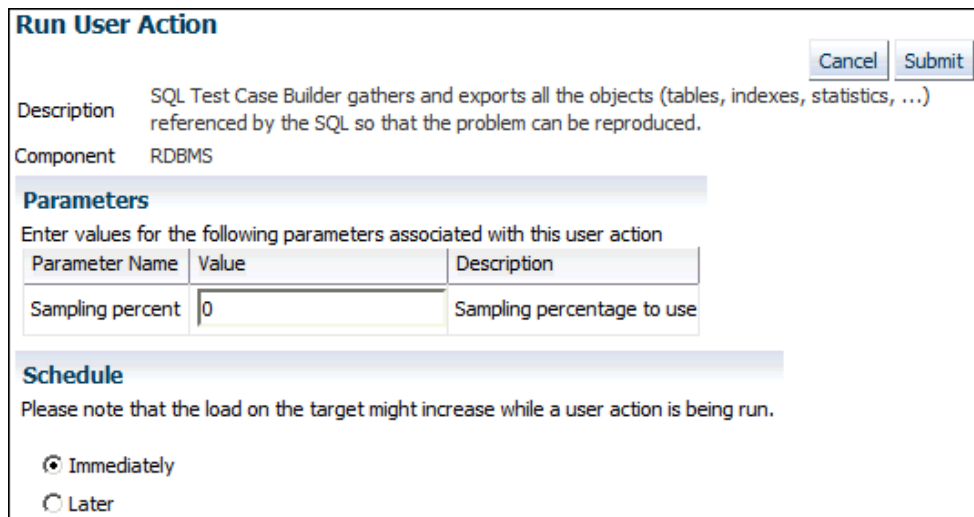 Run User Action
Cancel Submit
Description SQL Test Case Builder gathers and exports all the objects (tables, indexes, statistics, ...)
referenced by the SQL so that the problem can be reproduced.
Component RDBMS
Parameters
Enter values for the following parameters associated with this user action
Parameter Name Value Description
Sampling percent 0 Sampling percentage to use
Schedule
Please note that the load on the target might increase while a user action is being run.
Immediately
Later